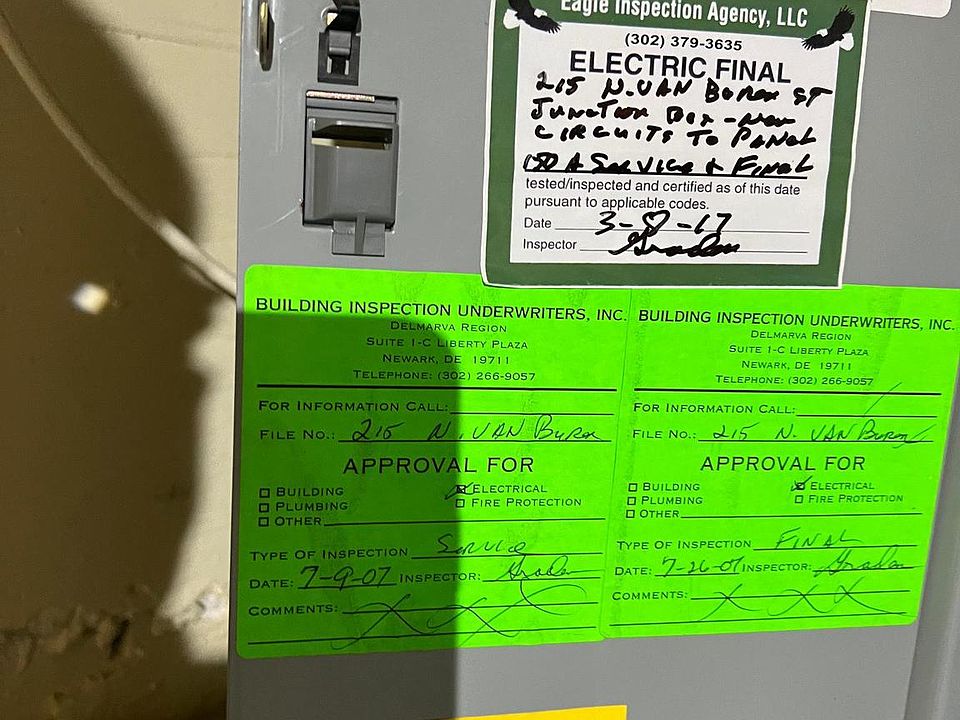 Eagle Inspection Agency, LLC
(302) 379-3635
ELECTRIC FINAL
215 N. VAN BUREN ST
JUNCTION BOX - NEW
CIRCUITS TO PANEL
150 A SERVICE & FINAL
tested/inspected and certified as of this date
pursuant to applicable codes.
Date 3-8-17
Inspector
BUILDING INSPECTION UNDERWRITERS, INC.
DELMARVA REGION
SUITE 1-C LIBERTY PLAZA
NEWARK, DE 19711
TELEPHONE: (302) 266-9057
FOR INFORMATION CALL:
FILE NO.: 215 N. VAN BUREN
APPROVAL FOR
BUILDING ELECTRICAL
PLUMBING FIRE PROTECTION
OTHER
TYPE OF INSPECTION SERVICE
DATE: 7-9-07 INSPECTOR:
COMMENTS:
BUILDING INSPECTION UNDERWRITERS, INC.
DELMARVA REGION
SUITE 1-C LIBERTY PLAZA
NEWARK, DE 19711
TELEPHONE: (302) 266-9057
FOR INFORMATION CALL:
FILE NO.: 215 N. VAN BUREN
APPROVAL FOR
BUILDING ELECTRICAL
PLUMBING FIRE PROTECTION
OTHER
TYPE OF INSPECTION FINAL
DATE: 7-26-07 INSPECTOR:
COMMENTS: